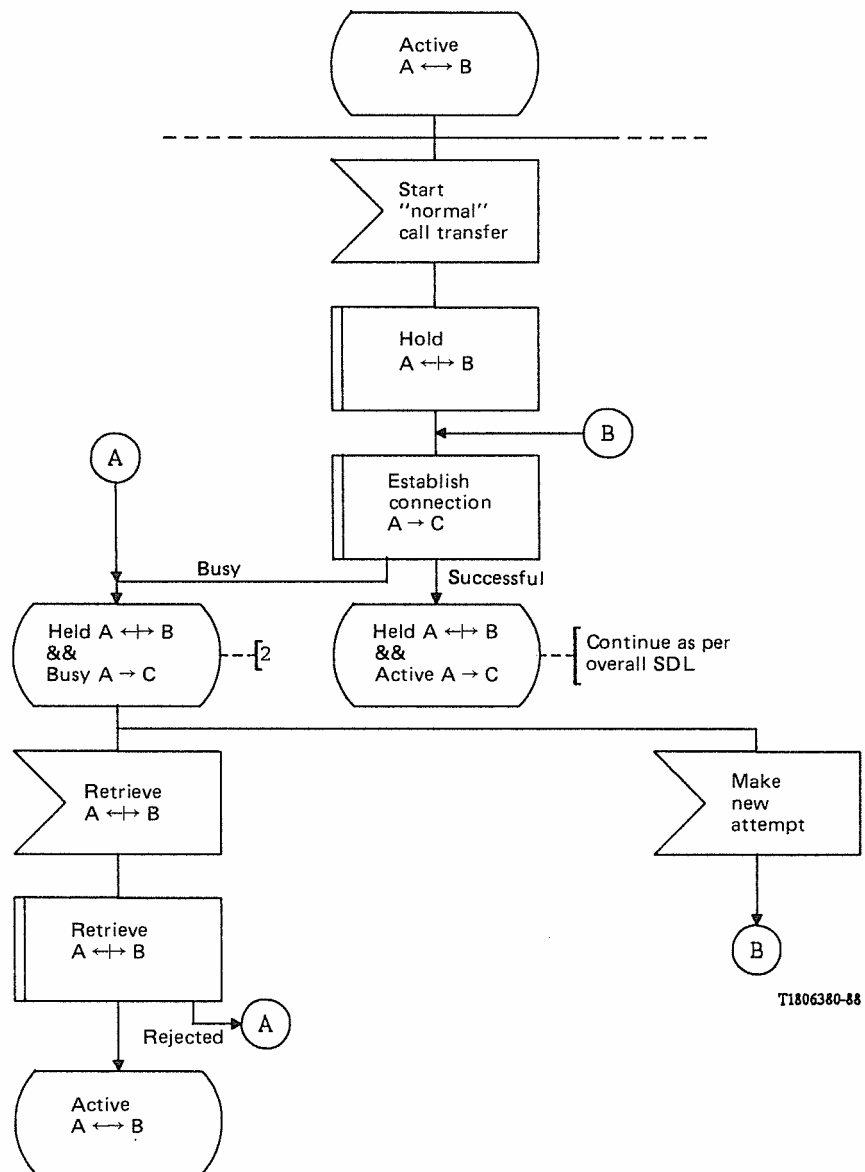 Active
A ←→ B
Start
"normal"
call transfer
Hold
A ↤↦ B
B
A
Establish
connection
A → C
Busy
Successful
Held A ↤↦ B
&&
Busy A → C
2
Held A ↤↦ B
&&
Active A → C
Continue as per
overall SDL
Retrieve
A ↤↦ B
Make
new
attempt
Retrieve
A ↤↦ B
B
T1806380-88
Rejected
A
Active
A ←→ B